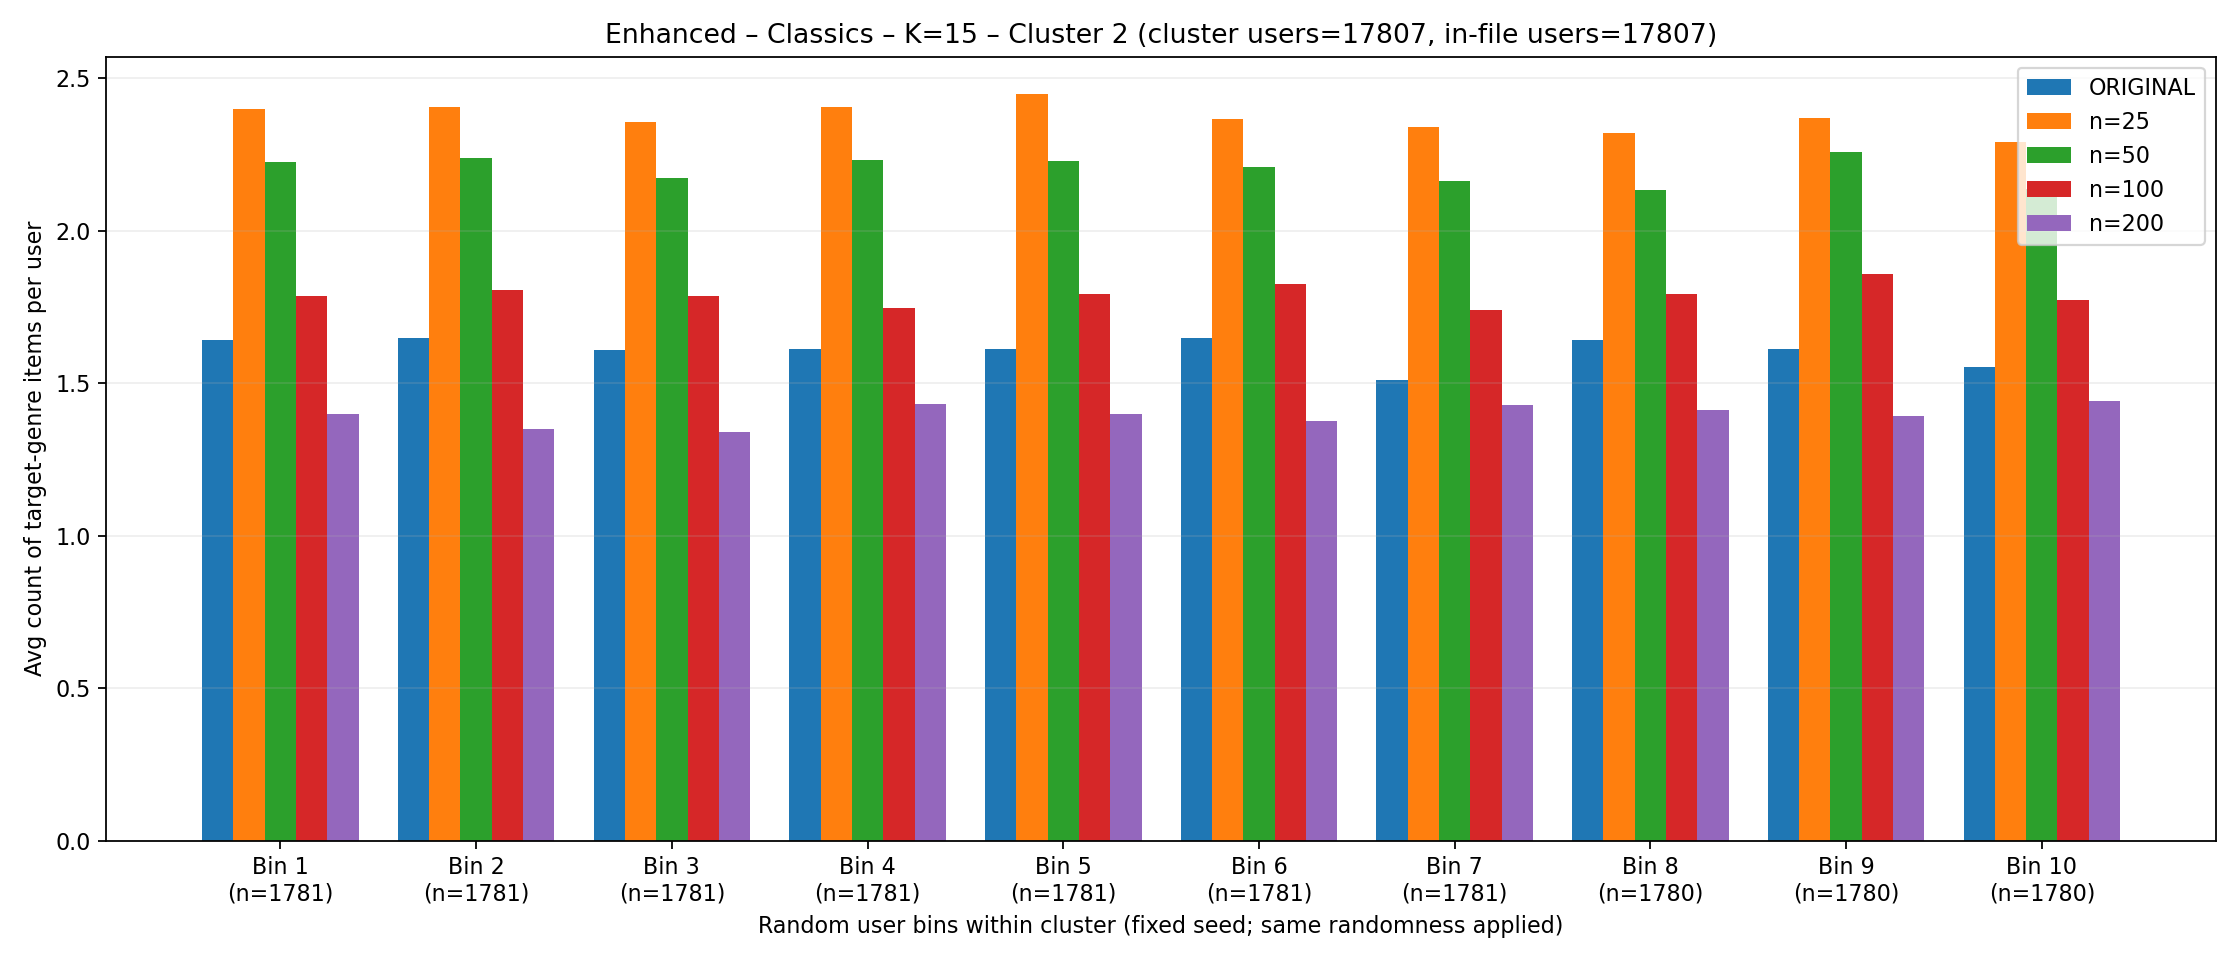 Enhanced – Classics – K=15 – Cluster 2 (cluster users=17807, in-file users=17807)
Avg count of target-genre items per user
2.5
2.0
1.5
1.0
0.5
0.0
ORIGINAL
n=25
n=50
n=100
n=200
Bin 1
(n=1781)
Bin 2
(n=1781)
Bin 3
(n=1781)
Bin 4
(n=1781)
Bin 5
(n=1781)
Bin 6
(n=1781)
Bin 7
(n=1781)
Bin 8
(n=1780)
Bin 9
(n=1780)
Bin 10
(n=1780)
Random user bins within cluster (fixed seed; same randomness applied)